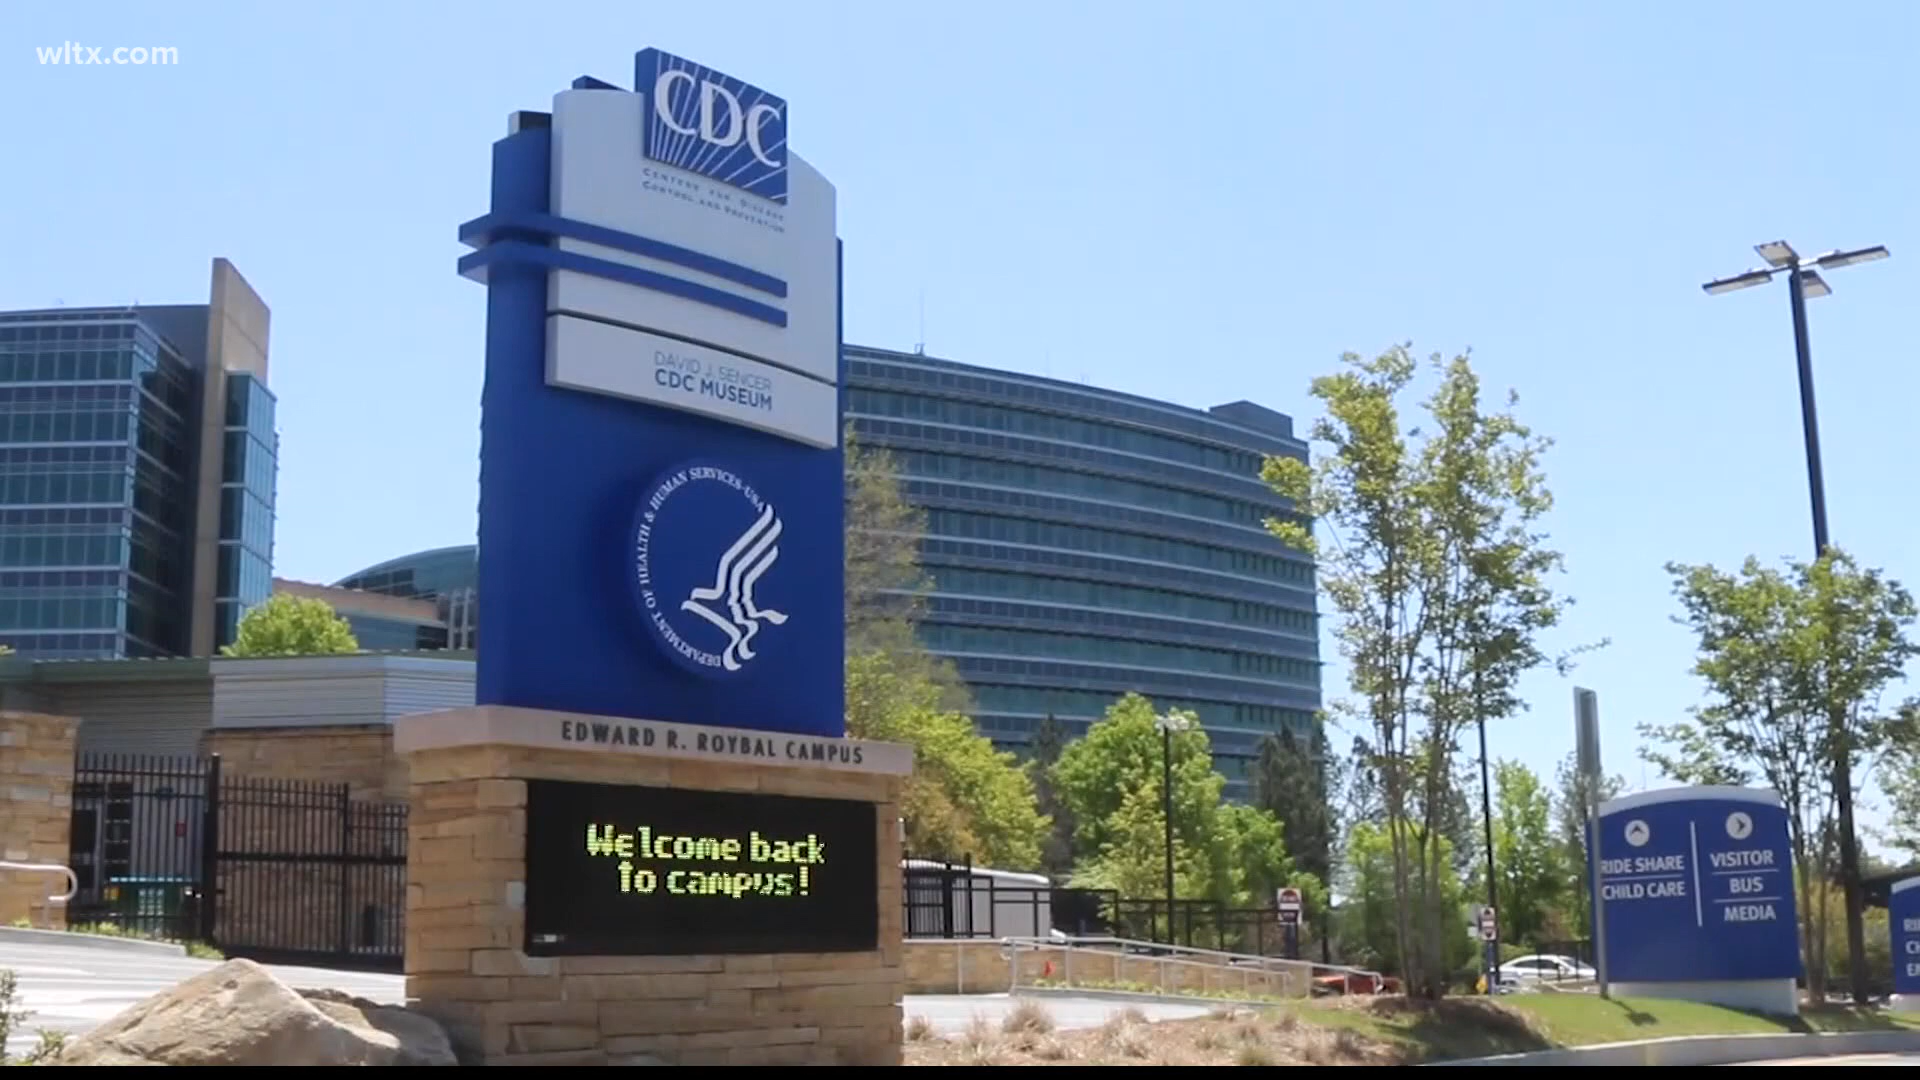 wltx.com
CDC
CENTERS FOR DISEASE
CONTROL AND PREVENTION
DAVID J. SENCER
CDC MUSEUM
DEPARTMENT OF HEALTH & HUMAN SERVICES·USA
EDWARD R. ROYBAL CAMPUS
Welcome back
To campus!
RIDE SHARE
CHILD CARE
VISITOR
BUS
MEDIA